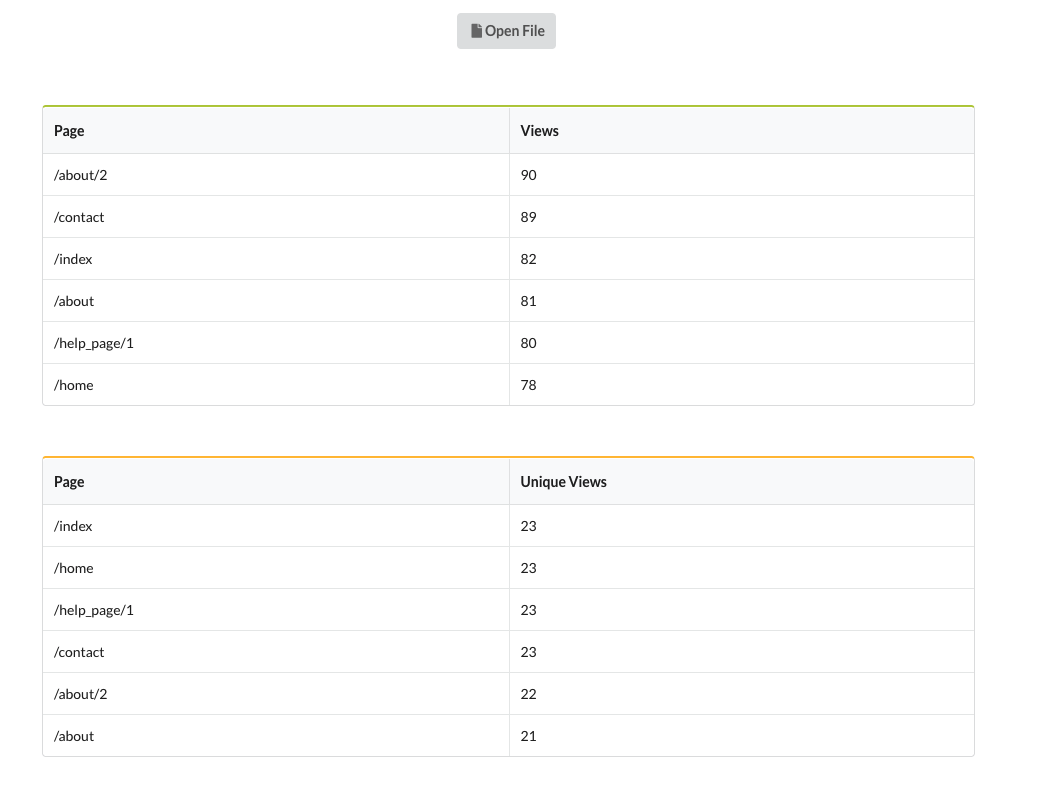 Open File
Page Views
/about/2 90
/contact 89
/index 82
/about 81
/help_page/1 80
/home 78
Page Unique Views
/index 23
/home 23
/help_page/1 23
/contact 23
/about/2 22
/about 21